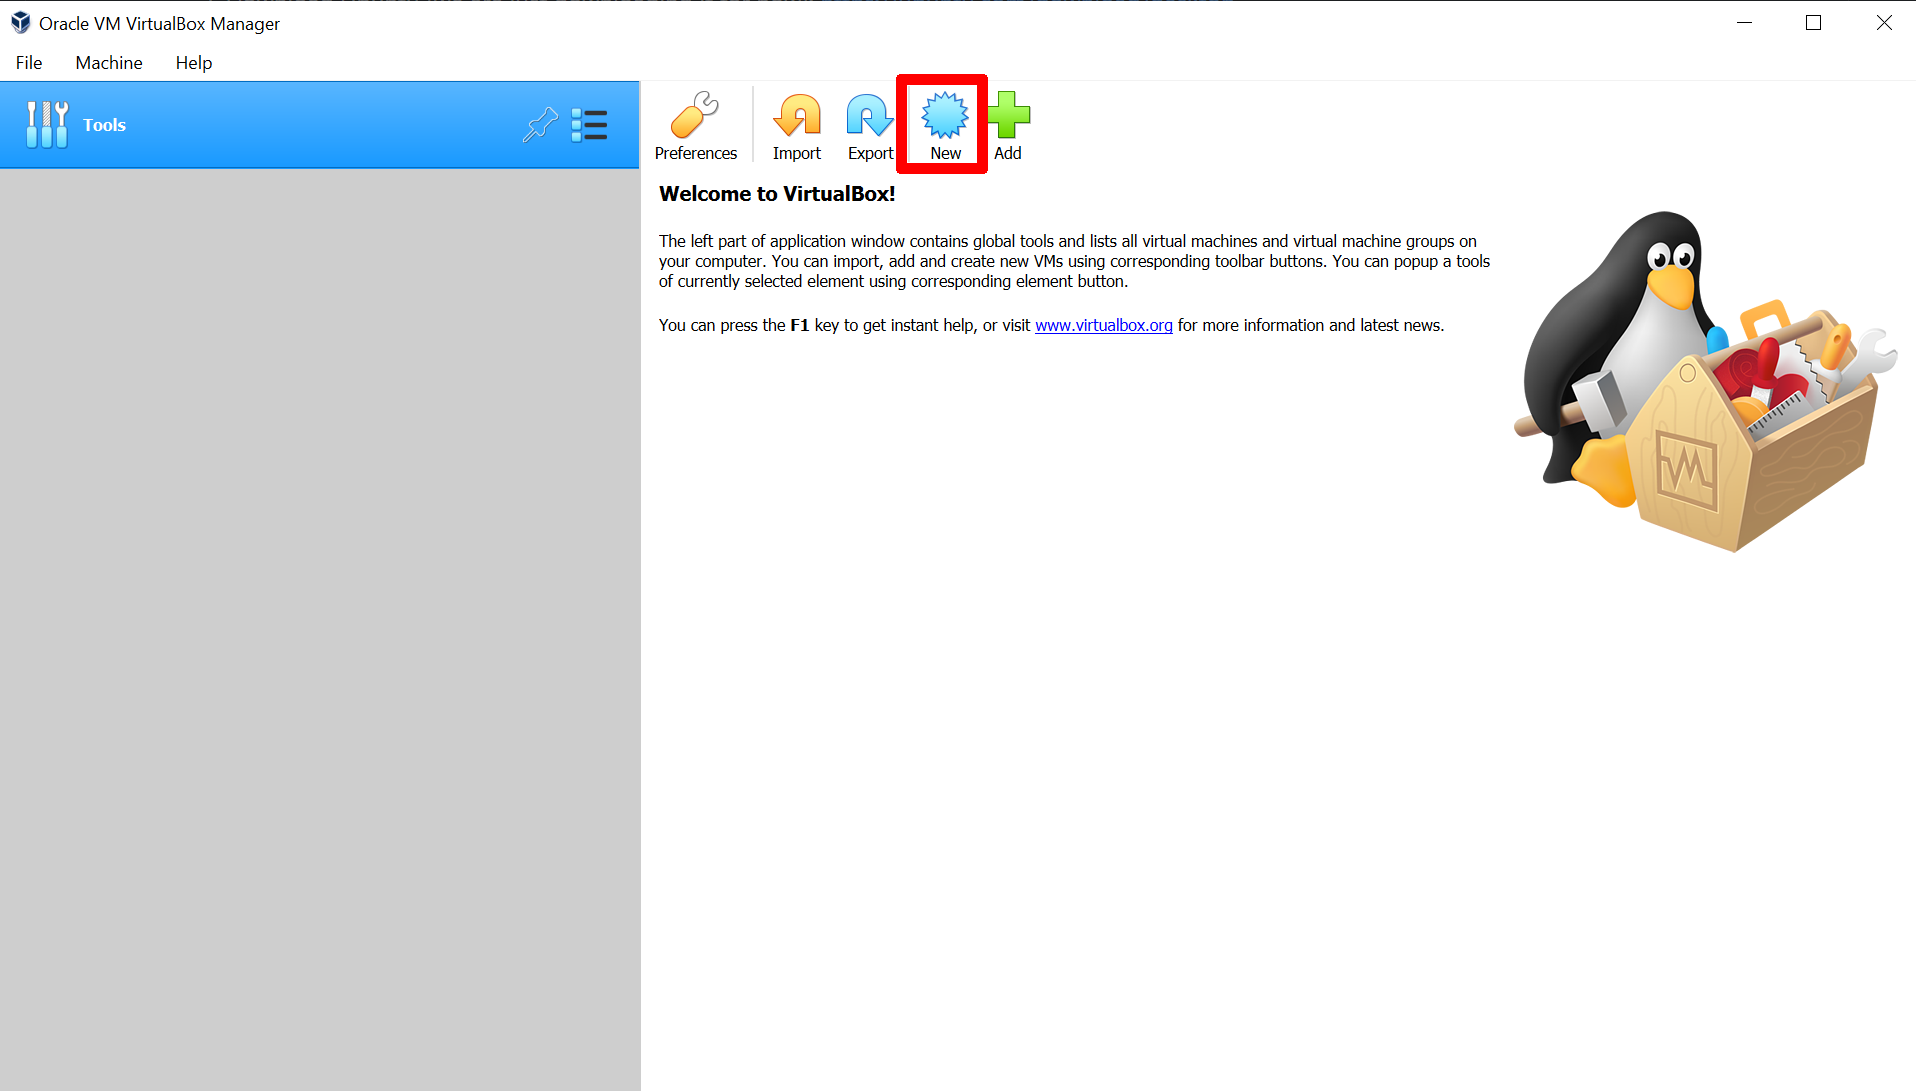 Oracle VM VirtualBox Manager
File Machine Help
Tools
Preferences Import Export New Add
Welcome to VirtualBox!
The left part of application window contains global tools and lists all virtual machines and virtual machine groups on
your computer. You can import, add and create new VMs using corresponding toolbar buttons. You can popup a tools
of currently selected element using corresponding element button.
You can press the F1 key to get instant help, or visit www.virtualbox.org for more information and latest news.